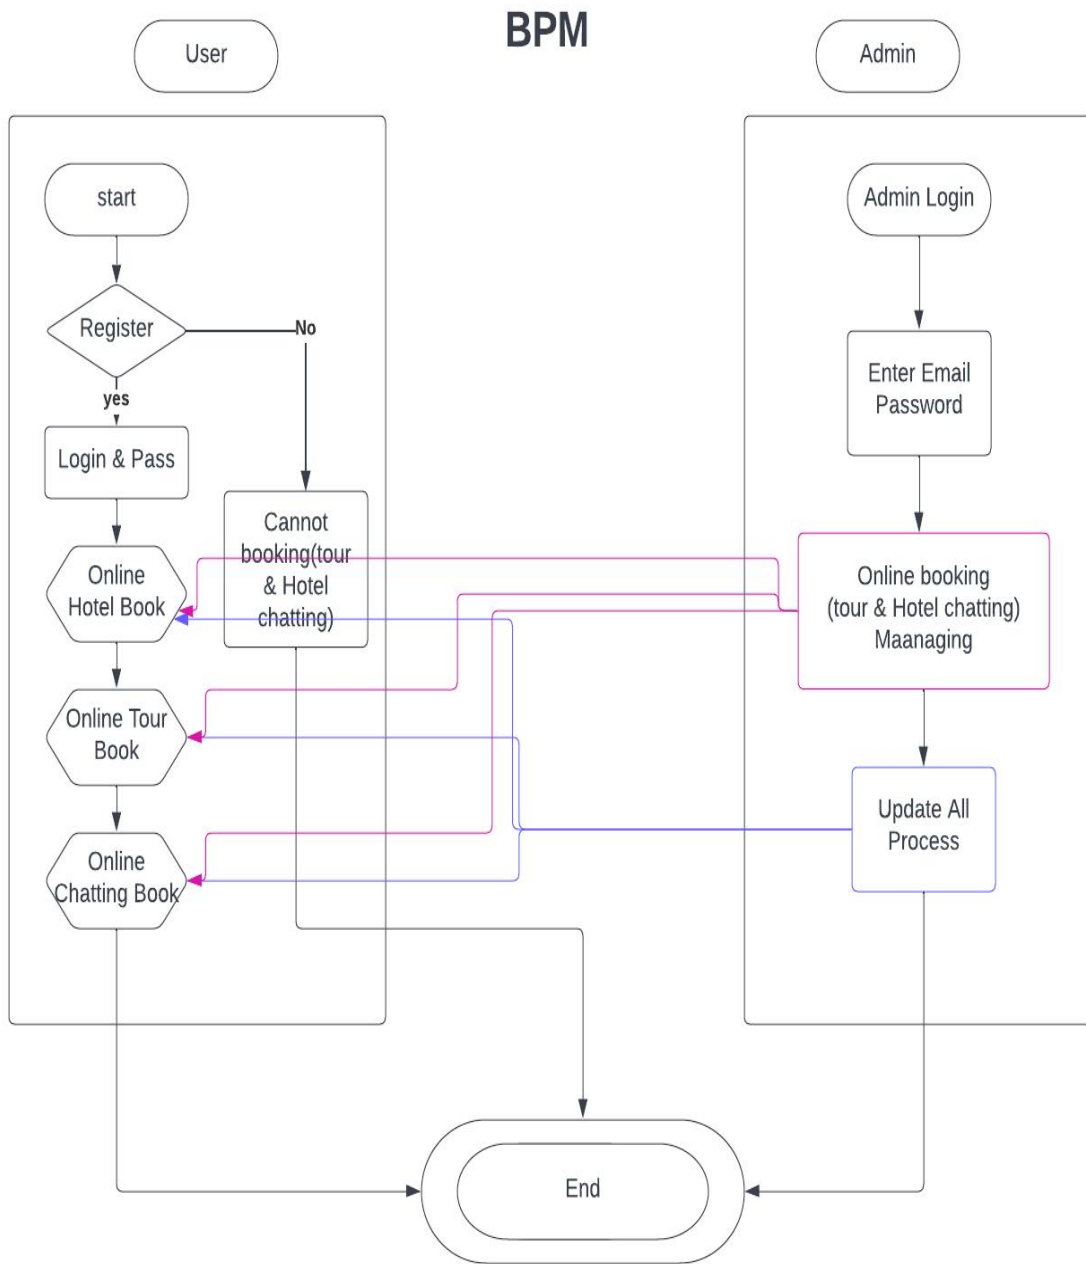 BPM
User
Admin
start
Admin Login
Register
No
yes
Enter Email
Password
Login & Pass
Cannot
booking(tour
& Hotel
chatting)
Online
Hotel Book
Online booking
(tour & Hotel chatting)
Maanaging
Online Tour
Book
Update All
Process
Online
Chatting Book
End